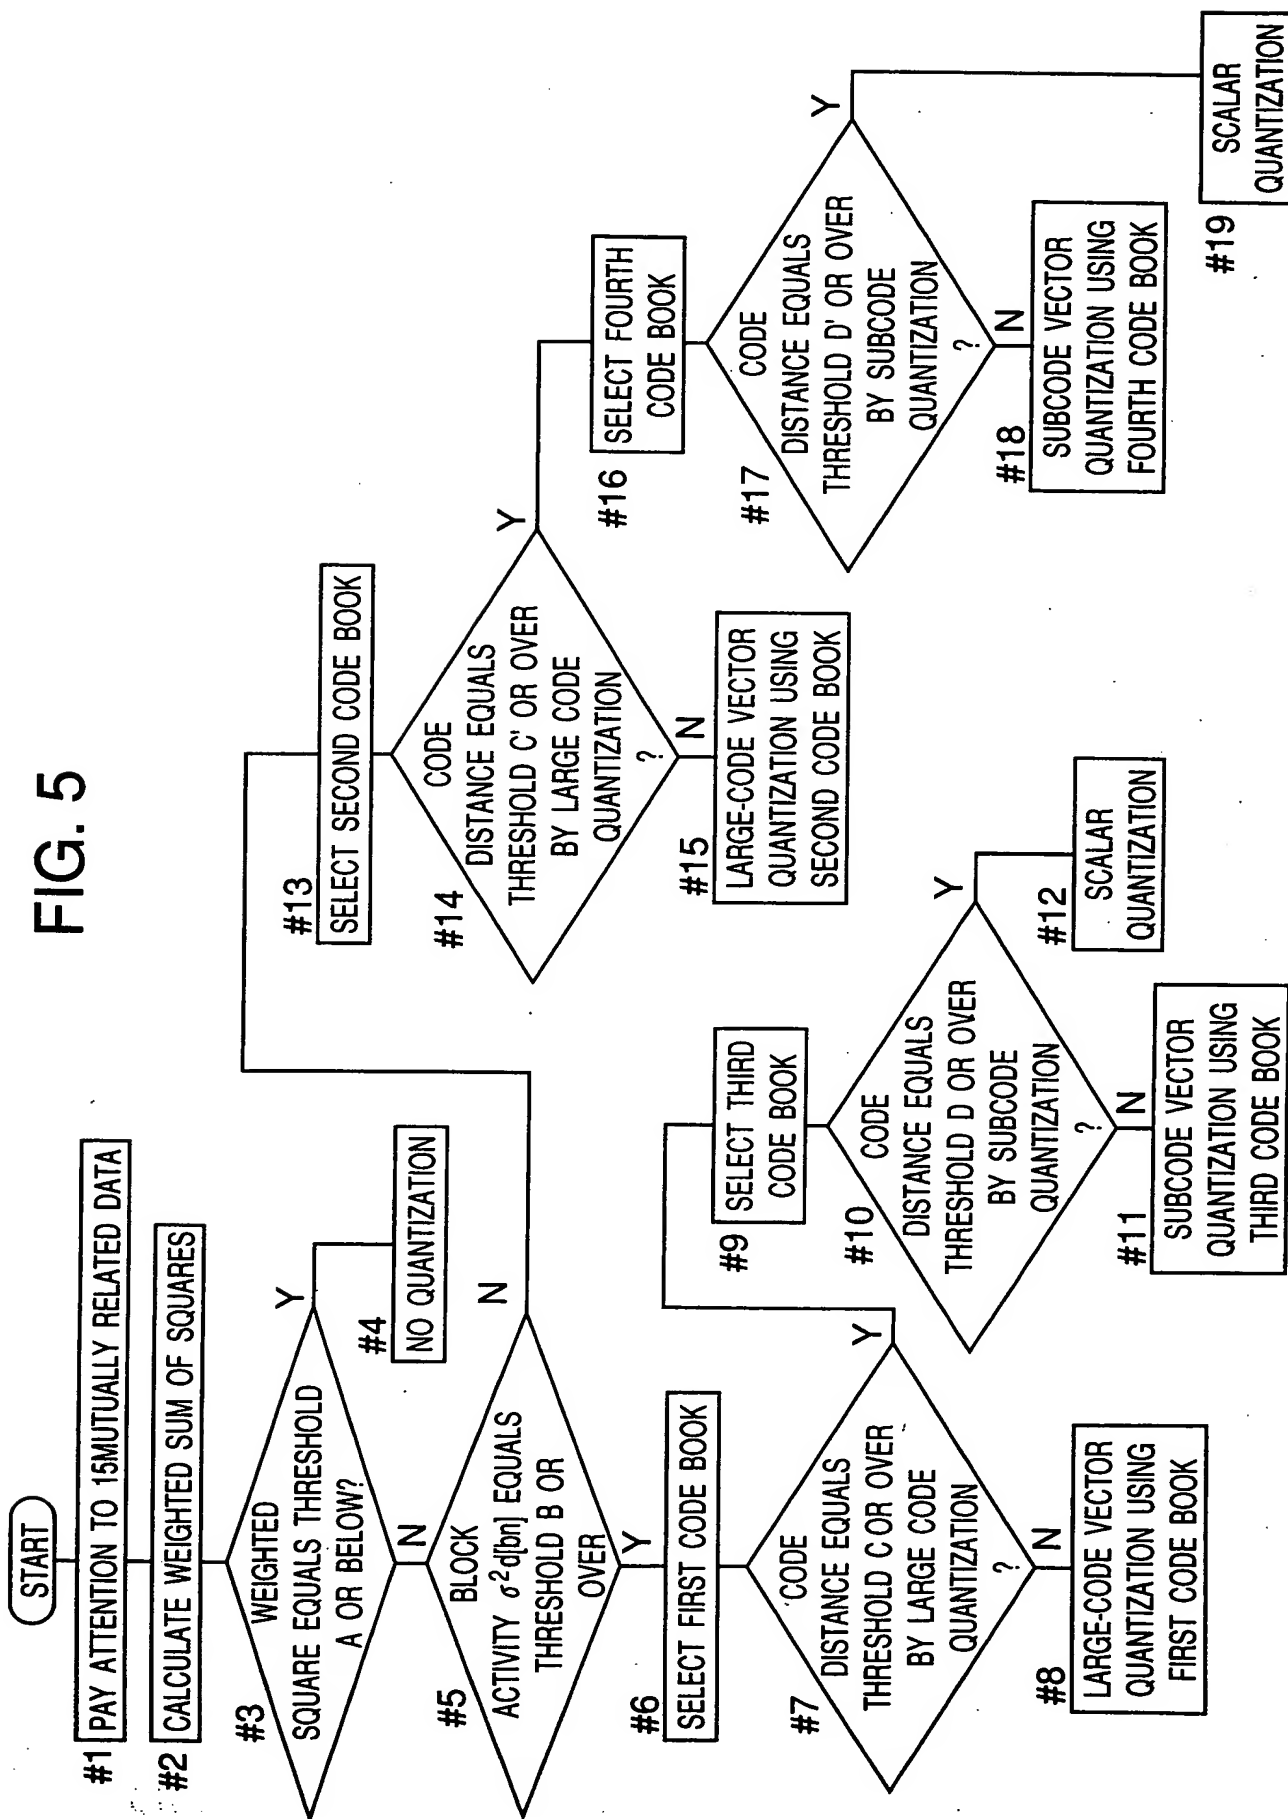 FIG. 5
START
#1 PAY ATTENTION TO 15MUTUALLY RELATED DATA
#2 CALCULATE WEIGHTED SUM OF SQUARES
#3
WEIGHTED
SQUARE EQUALS THRESHOLD
A OR BELOW?
Y
#4
NO QUANTIZATION
N
#5
BLOCK
ACTIVITY σ²d[bn] EQUALS
THRESHOLD B OR
OVER
N
Y
#6
SELECT FIRST CODE BOOK
#7
CODE
DISTANCE EQUALS
THRESHOLD C OR OVER
BY LARGE CODE
QUANTIZATION
?
Y
N
#8
LARGE-CODE VECTOR
QUANTIZATION USING
FIRST CODE BOOK
#9
SELECT THIRD
CODE BOOK
#10
CODE
DISTANCE EQUALS
THRESHOLD D OR OVER
BY SUBCODE
QUANTIZATION
?
Y
N
#11
SUBCODE VECTOR
QUANTIZATION USING
THIRD CODE BOOK
#12
SCALAR
QUANTIZATION
#13
SELECT SECOND CODE BOOK
#14
CODE
DISTANCE EQUALS
THRESHOLD C' OR OVER
BY LARGE CODE
QUANTIZATION
?
Y
N
#15
LARGE-CODE VECTOR
QUANTIZATION USING
SECOND CODE BOOK
#16
SELECT FOURTH
CODE BOOK
#17
CODE
DISTANCE EQUALS
THRESHOLD D' OR OVER
BY SUBCODE
QUANTIZATION
?
Y
N
#18
SUBCODE VECTOR
QUANTIZATION USING
FOURTH CODE BOOK
#19
SCALAR
QUANTIZATION